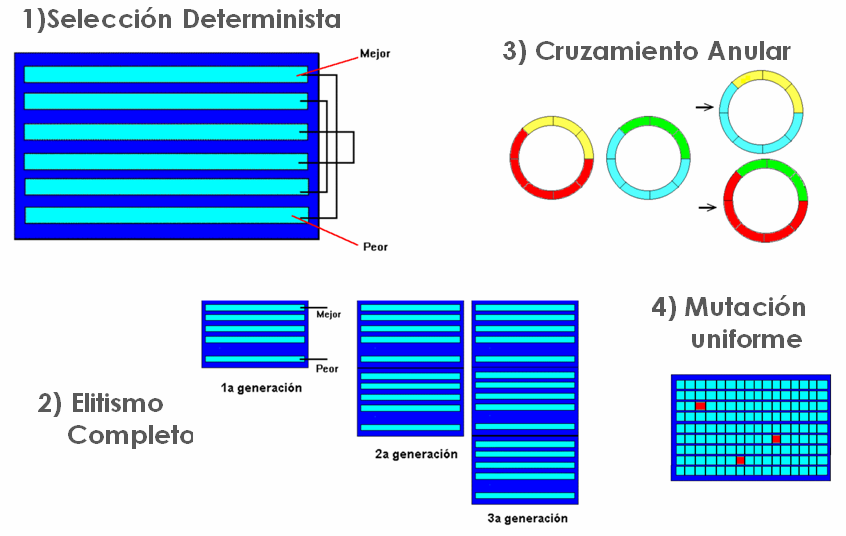 1)Selección Determinista
Mejor
Peor
3) Cruzamiento Anular
Mejor
Peor
1a generación
2a generación
3a generación
2) Elitismo
Completo
4) Mutación
uniforme